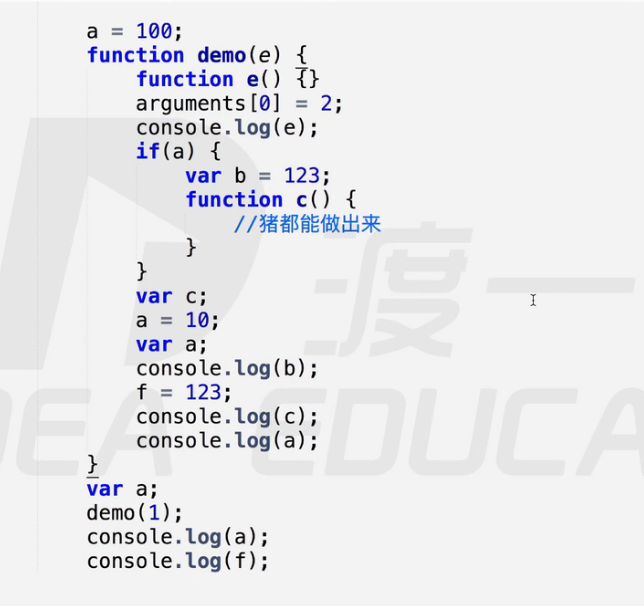 a = 100;
function demo(e) {
    function e() {}
    arguments[0] = 2;
    console.log(e);
    if(a) {
        var b = 123;
        function c() {
            //猪都能做出来
        }
    }
    var c;
    a = 10;
    var a;
    console.log(b);
    f = 123;
    console.log(c);
    console.log(a);
}
var a;
demo(1);
console.log(a);
console.log(f);
渡一
DEA EDUCA